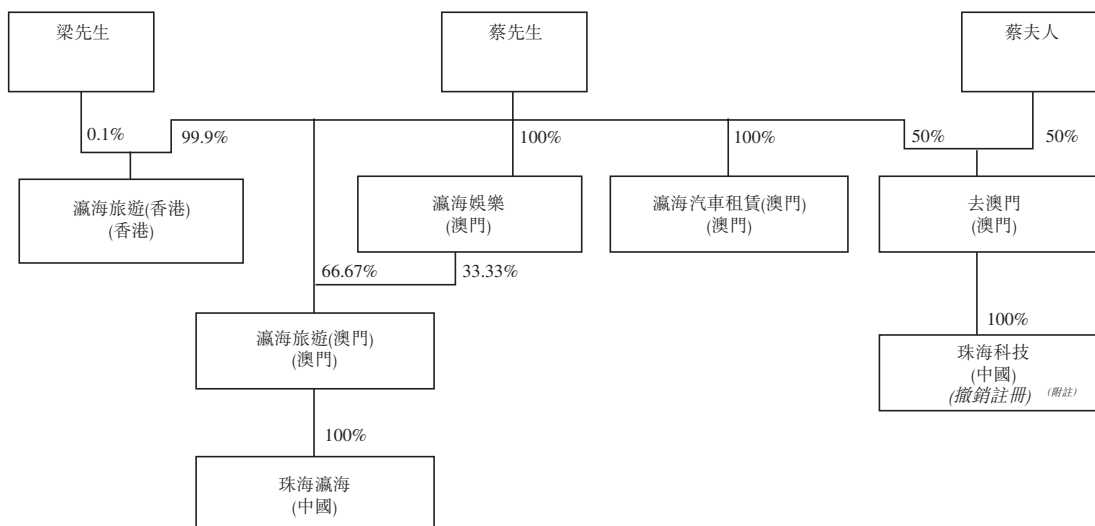 梁先生
蔡先生
蔡夫人
0.1%
99.9%
100%
100%
50%
50%
瀛海旅遊(香港)
(香港)
瀛海娛樂
(澳門)
瀛海汽車租賃(澳門)
(澳門)
去澳門
(澳門)
66.67%
33.33%
瀛海旅遊(澳門)
(澳門)
100%
珠海科技
(中國)
(撤銷註冊) (附註)
100%
珠海瀛海
(中國)